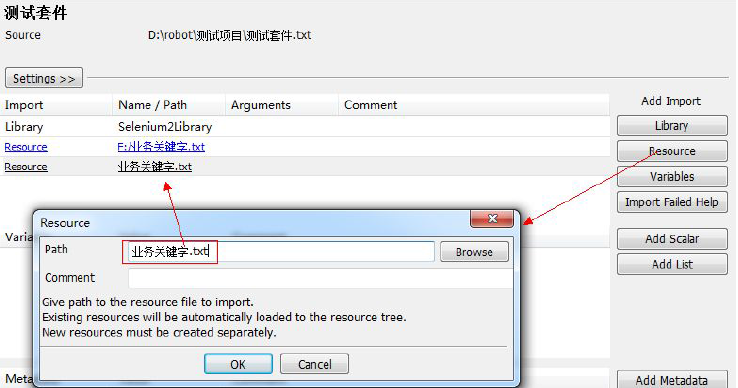 测试套件
Source D:\robot\测试项目\测试套件.txt
Settings >>
Import Name / Path Arguments Comment Add Import
Library Selenium2Library Library
Resource F:/业务关键字.txt Resource
Resource 业务关键字.txt Variables
Import Failed Help
Resource
Add Scalar
Path 业务关键字.txt Browse
Add List
Comment
Give path to the resource file to import.
Existing resources will be automatically loaded to the resource tree.
New resources must be created separately.
OK Cancel
Add Metadata